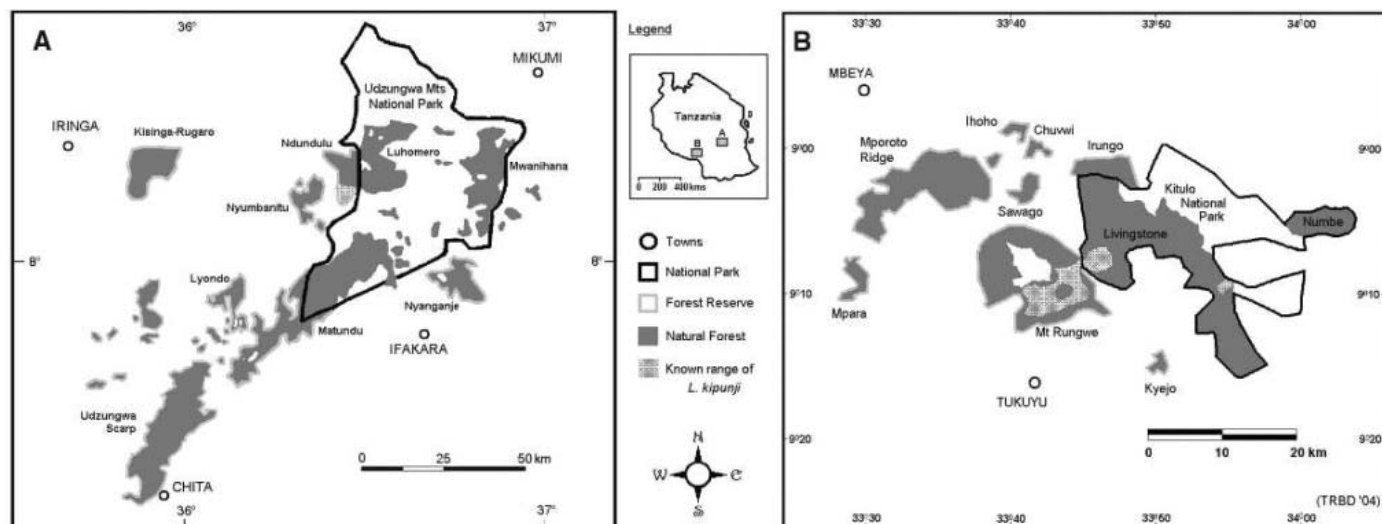 A
36°
37°
MIKUMI
Udzungwa Mts
National Park
IRINGA
Kisinga-Rugaro
Ndundulu
Luhomero
Mwanihana
Nyumbanitu
8°
8°
Lyondo
Nyanganje
Matundu
IFAKARA
Udzungwa
Scarp
0 25 50 km
CHITA
36°
37°
Legend
Tanzania
A
B
0 200 400kms
Towns
National Park
Forest Reserve
Natural Forest
Known range of
L. kipunji
N
W E
S
B
33°30
33°40
33°50
34°00
MBEYA
Ihoho
Chuvwi
9°00
9°00
Mporoto
Ridge
Irungo
Kitulo
National
Park
Sawago
Livingstone
Numbe
9°10
9°10
Mpara
Mt Rungwe
Kyejo
TUKUYU
9°20
9°20
0 10 20 km
(TRBD '04)
33°30
33°40
33°50
34°00